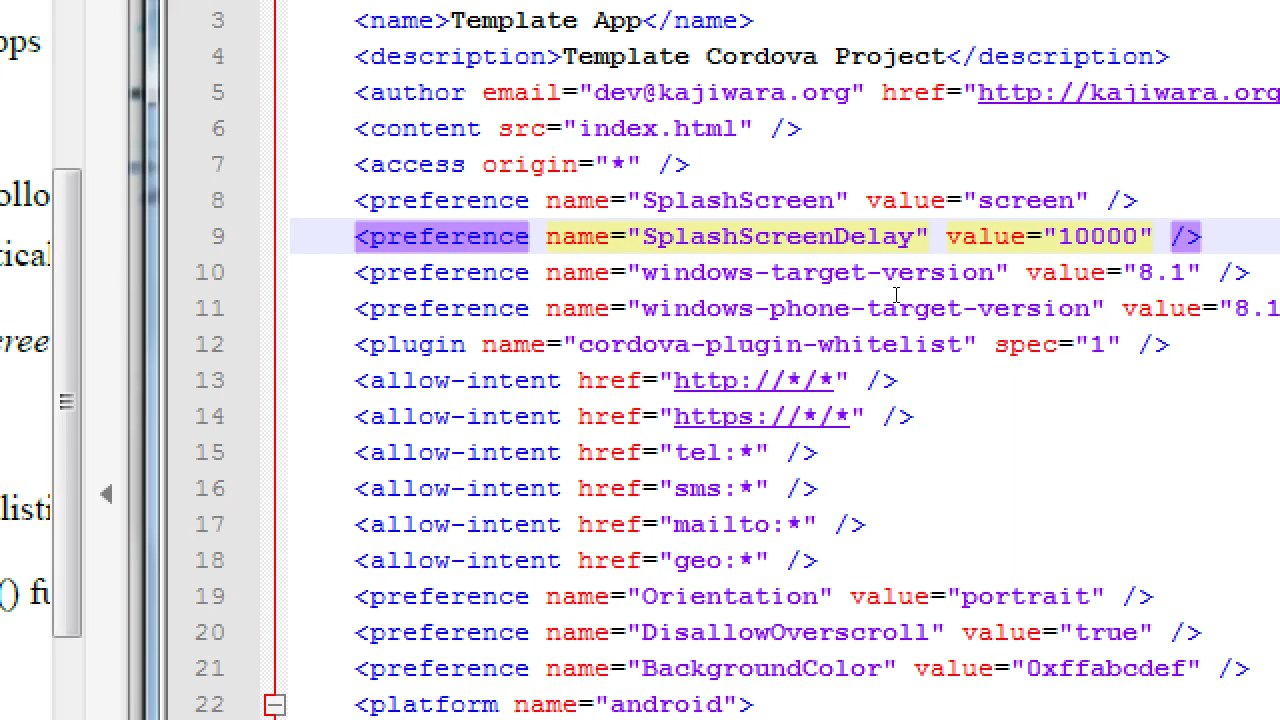 pps
ollo
tical
cree
listi
() fu
3 <name>Template App</name>
4 <description>Template Cordova Project</description>
5 <author email="dev@kajiwara.org" href="http://kajiwara.org
6 <content src="index.html" />
7 <access origin="*" />
8 <preference name="SplashScreen" value="screen" />
9 <preference name="SplashScreenDelay" value="10000" />
10 <preference name="windows-target-version" value="8.1" />
11 <preference name="windows-phone-target-version" value="8.1
12 <plugin name="cordova-plugin-whitelist" spec="1" />
13 <allow-intent href="http://*/*" />
14 <allow-intent href="https://*/*" />
15 <allow-intent href="tel:*" />
16 <allow-intent href="sms:*" />
17 <allow-intent href="mailto:*" />
18 <allow-intent href="geo:*" />
19 <preference name="Orientation" value="portrait" />
20 <preference name="DisallowOverscroll" value="true" />
21 <preference name="BackgroundColor" value="0xffabcdef" />
22 <platform name="android">